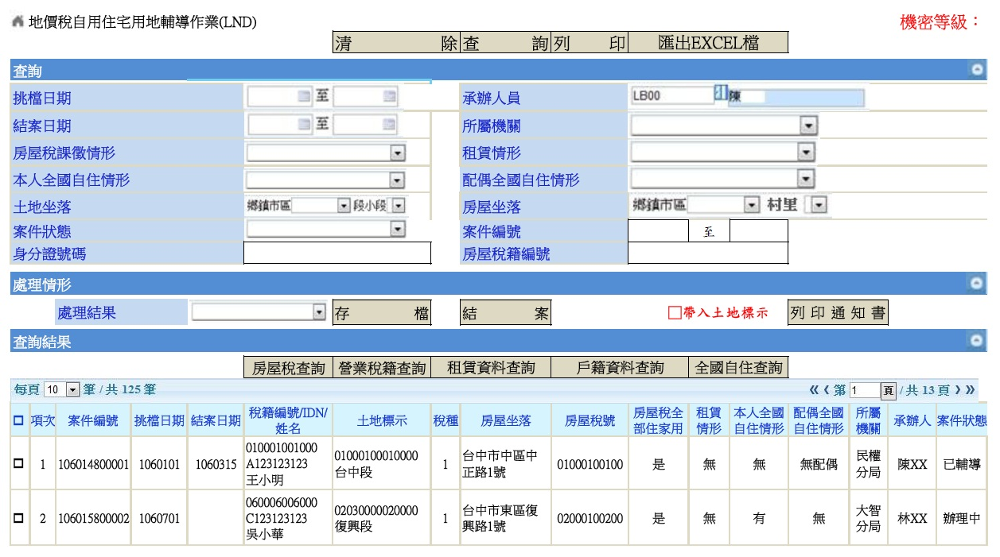 地價稅自用住宅用地輔導作業(LND)
機密等級：
清 除 查 詢 列 印 匯出EXCEL檔
查詢
挑檔日期 至 承辦人員 LB00 陳
結案日期 至 所屬機關
房屋稅課徵情形 租賃情形
本人全國自住情形 配偶全國自住情形
土地坐落 鄉鎮市區 段小段 房屋坐落 鄉鎮市區 村里
案件狀態 案件編號 至
身分證號碼 房屋稅籍編號
處理情形
處理結果 存 檔 結 案 帶入土地標示 列印通知書
查詢結果
房屋稅查詢 營業稅籍查詢 租賃資料查詢 戶籍資料查詢 全國自住查詢
每頁 10 筆 / 共 125 筆 《〈 第 1 頁 / 共 13 頁 〉》
項次 案件編號 挑檔日期 結案日期 稅籍編號/IDN/姓名 土地標示 稅種 房屋坐落 房屋稅號 房屋稅全部住家用 租賃情形 本人全國自住情形 配偶全國自住情形 所屬機關 承辦人 案件狀態
1 106014800001 1060101 1060315 010001001000 A123123123 王小明 01000100010000 台中段 1 台中市中區中正路1號 01000100100 是 無 無 無配偶 民權分局 陳XX 已輔導
2 106015800002 1060701 060006006000 C123123123 吳小華 02030000020000 復興段 1 台中市東區復興路1號 02000100200 是 無 有 無 大智分局 林XX 辦理中